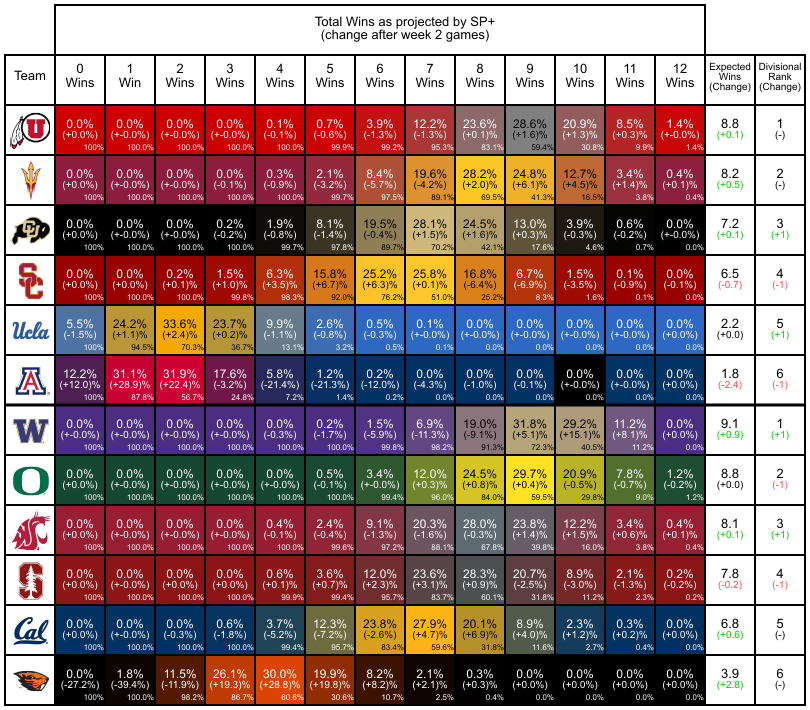 Total Wins as projected by SP+
(change after week 2 games)
Team
0 Wins
1 Win
2 Wins
3 Wins
4 Wins
5 Wins
6 Wins
7 Wins
8 Wins
9 Wins
10 Wins
11 Wins
12 Wins
Expected Wins (Change)
Divisional Rank (Change)
U
0.0% 0.0% 0.0% 0.0% 0.1% 0.7% 3.9% 12.2% 23.6% 28.6% 20.9% 8.5% 1.4% 8.8 1
(+0.0%) (+-0.0)% (+-0.0)% (+-0.0)% (-0.1)% (-0.6)% (-1.3)% (-1.3)% (+0.1)% (+1.6)% (+1.3)% (+0.3)% (+-0.0)% (+0.1) (-)
100% 100.0% 100.0% 100.0% 100.0% 99.9% 99.2% 95.3% 83.1% 59.4% 30.8% 9.9% 1.4%
0.0% 0.0% 0.0% 0.0% 0.3% 2.1% 8.4% 19.6% 28.2% 24.8% 12.7% 3.4% 0.4% 8.2 2
(+0.0%) (+-0.0)% (+-0.0)% (-0.1)% (-0.9)% (-3.2)% (-5.7)% (-4.2)% (+2.0)% (+6.1)% (+4.5)% (+1.4)% (+0.1)% (+0.5) (-)
100% 100.0% 100.0% 100.0% 100.0% 99.7% 97.5% 89.1% 69.5% 41.3% 16.5% 3.8% 0.4%
CU
0.0% 0.0% 0.0% 0.2% 1.9% 8.1% 19.5% 28.1% 24.5% 13.0% 3.9% 0.6% 0.0% 7.2 3
(+0.0%) (+-0.0)% (+-0.0)% (-0.2)% (-0.8)% (-1.4)% (-0.4)% (+1.5)% (+1.6)% (+0.3)% (-0.3)% (-0.2)% (+-0.0)% (+0.1) (+1)
100% 100.0% 100.0% 100.0% 99.7% 97.8% 89.7% 70.2% 42.1% 17.6% 4.6% 0.7% 0.0%
SC
0.0% 0.0% 0.2% 1.5% 6.3% 15.8% 25.2% 25.8% 16.8% 6.7% 1.5% 0.1% 0.0% 6.5 4
(+0.0%) (+0.0)% (+0.1)% (+1.0)% (+3.5)% (+6.7)% (+6.3)% (+0.1)% (-6.4)% (-6.9)% (-3.5)% (-0.9)% (-0.1)% (-0.7) (-1)
100% 100.0% 100.0% 99.8% 98.3% 92.0% 76.2% 51.0% 25.2% 8.3% 1.6% 0.1% 0.0%
Ucla
5.5% 24.2% 33.6% 23.7% 9.9% 2.6% 0.5% 0.1% 0.0% 0.0% 0.0% 0.0% 0.0% 2.2 5
(-1.5%) (+1.1)% (+2.4)% (+0.2)% (-1.1)% (-0.8)% (-0.3)% (+-0.0)% (+-0.0)% (+-0.0)% (+-0.0)% (+-0.0)% (+-0.0)% (+0.0) (+1)
100% 94.5% 70.3% 36.7% 13.1% 3.2% 0.5% 0.1% 0.0% 0.0% 0.0% 0.0% 0.0%
A
12.2% 31.1% 31.9% 17.6% 5.8% 1.2% 0.2% 0.0% 0.0% 0.0% 0.0% 0.0% 0.0% 1.8 6
(+12.0%) (+28.9)% (+22.4)% (-3.2)% (-21.4)% (-21.3)% (-12.0)% (-4.3)% (-1.0)% (-0.1)% (+-0.0)% (+-0.0)% (+-0.0)% (-2.4) (-1)
100% 87.8% 56.7% 24.8% 7.2% 1.4% 0.2% 0.0% 0.0% 0.0% 0.0% 0.0% 0.0%
W
0.0% 0.0% 0.0% 0.0% 0.0% 0.2% 1.5% 6.9% 19.0% 31.8% 29.2% 11.2% 0.0% 9.1 1
(+0.0%) (+-0.0)% (+-0.0)% (+-0.0)% (-0.3)% (-1.7)% (-5.9)% (-11.3)% (-9.1)% (+5.1)% (+15.1)% (+8.1)% (+0.0)% (+0.9) (+1)
100% 100.0% 100.0% 100.0% 100.0% 100.0% 99.8% 98.2% 91.3% 72.3% 40.5% 11.2% 0.0%
O
0.0% 0.0% 0.0% 0.0% 0.0% 0.5% 3.4% 12.0% 24.5% 29.7% 20.9% 7.8% 1.2% 8.8 2
(+0.0%) (+-0.0)% (+-0.0)% (+-0.0)% (+-0.0)% (-0.1)% (+-0.0)% (+0.3)% (+0.8)% (+0.4)% (-0.5)% (-0.7)% (-0.2)% (+0.0) (-1)
100% 100.0% 100.0% 100.0% 100.0% 100.0% 99.4% 96.0% 84.0% 59.5% 29.8% 9.0% 1.2%
0.0% 0.0% 0.0% 0.0% 0.4% 2.4% 9.1% 20.3% 28.0% 23.8% 12.2% 3.4% 0.4% 8.1 3
(+0.0%) (+-0.0)% (+-0.0)% (+-0.0)% (-0.1)% (-0.4)% (-1.3)% (-1.6)% (-0.3)% (+1.4)% (+1.5)% (+0.6)% (+0.1)% (+0.1) (+1)
100% 100.0% 100.0% 100.0% 100.0% 99.6% 97.2% 88.1% 67.8% 39.8% 16.0% 3.8% 0.4%
S
0.0% 0.0% 0.0% 0.0% 0.6% 3.6% 12.0% 23.6% 28.3% 20.7% 8.9% 2.1% 0.2% 7.8 4
(+0.0%) (+-0.0)% (+-0.0)% (+0.0)% (+0.1)% (+0.7)% (+2.3)% (+3.1)% (+0.9)% (-2.5)% (-3.0)% (-1.3)% (-0.2)% (-0.2) (-1)
100% 100.0% 100.0% 100.0% 99.9% 99.4% 95.7% 83.7% 60.1% 31.8% 11.2% 2.3% 0.2%
Cal
0.0% 0.0% 0.0% 0.6% 3.7% 12.3% 23.8% 27.9% 20.1% 8.9% 2.3% 0.3% 0.0% 6.8 5
(+0.0%) (+-0.0)% (-0.3)% (-1.8)% (-5.2)% (-7.2)% (-2.6)% (+4.7)% (+6.9)% (+4.0)% (+1.2)% (+0.2)% (+0.0)% (+0.6) (-)
100% 100.0% 100.0% 100.0% 99.4% 95.7% 83.4% 59.6% 31.8% 11.6% 2.7% 0.4% 0.0%
0.0% 1.8% 11.5% 26.1% 30.0% 19.9% 8.2% 2.1% 0.3% 0.0% 0.0% 0.0% 0.0% 3.9 6
(-27.2%) (-39.4)% (-11.9)% (+19.3)% (+28.8)% (+19.8)% (+8.2)% (+2.1)% (+0.3)% (+0.0)% (+0.0)% (+0.0)% (+0.0)% (+2.8) (-)
100% 100.0% 98.2% 86.7% 60.6% 30.6% 10.7% 2.5% 0.4% 0.0% 0.0% 0.0% 0.0%